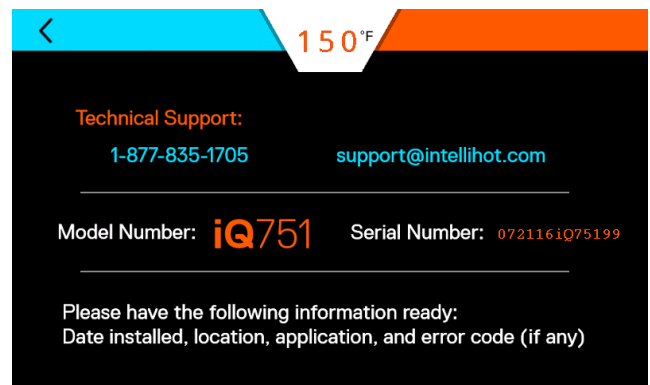 150°F
Technical Support:
1-877-835-1705 support@intellihot.com
Model Number: iQ751 Serial Number: 072116iQ75199
Please have the following information ready:
Date installed, location, application, and error code (if any)